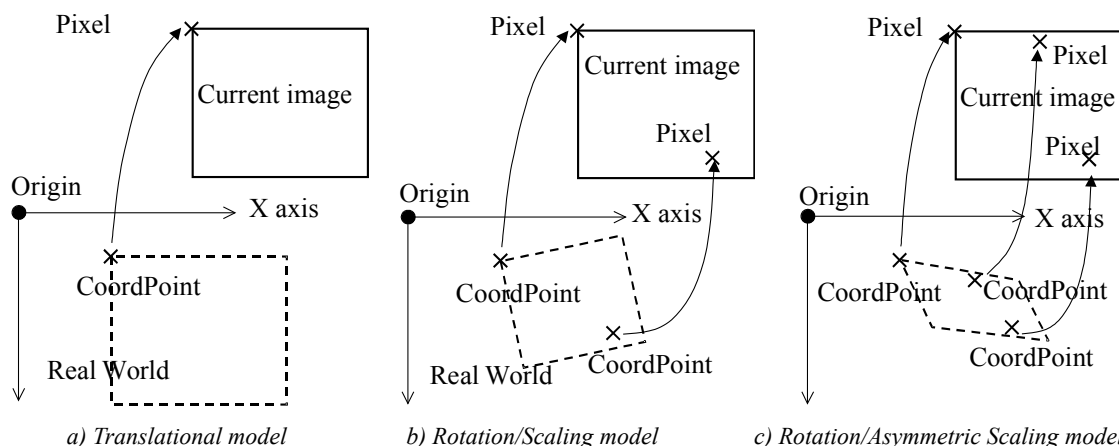 Pixel
Current image
Origin
X axis
CoordPoint
Real World
a) Translational model
Pixel
Current image
Pixel
Origin
X axis
CoordPoint
Real World
CoordPoint
b) Rotation/Scaling model
Pixel
Pixel
Current image
Pixel
Origin
X axis
CoordPoint
CoordPoint
CoordPoint
c) Rotation/Asymmetric Scaling model